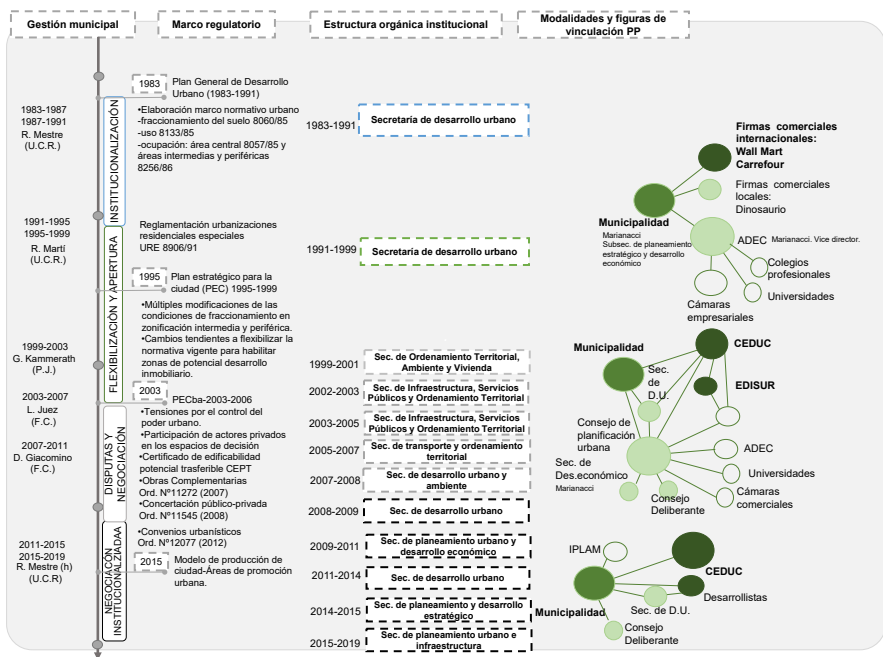 Gestión municipal
Marco regulatorio
Estructura orgánica institucional
Modalidades y figuras de
vinculación PP
1983-1987
1987-1991
R. Mestre
(U.C.R.)
1991-1995
1995-1999
R. Martí
(U.C.R.)
1999-2003
G. Kammerath
(P.J.)
2003-2007
L. Juez
(F.C.)
2007-2011
D. Giacomino
(F.C.)
2011-2015
2015-2019
R. Mestre (h)
(U.C.R)
INSTITUCIONALIZACIÓN
FLEXIBILIZACIÓN Y APERTURA
DISPUTAS Y
NEGOCIACIÓN
NEGOCIACÓN
INSTITUCIONALZIADAA
1983
Plan General de Desarrollo
Urbano (1983-1991)
•Elaboración marco normativo urbano
-fraccionamiento del suelo 8060/85
-uso 8133/85
-ocupación: área central 8057/85 y
áreas intermedias y periféricas
8256/86
Reglamentación urbanizaciones
residenciales especiales
URE 8906/91
1995
Plan estratégico para la
ciudad (PEC) 1995-1999
•Múltiples modificaciones de las
condiciones de fraccionamiento en
zonificación intermedia y periférica.
•Cambios tendientes a flexibilizar la
normativa vigente para habilitar
zonas de potencial desarrollo
inmobiliario.
2003
PECba-2003-2006
•Tensiones por el control del
poder urbano.
•Participación de actores privados
en los espacios de decisión
•Certificado de edificabilidad
potencial trasferible CEPT
•Obras Complementarias
Ord. Nº11272 (2007)
•Concertación público-privada
Ord. Nº11545 (2008)
•Convenios urbanísticos
Ord. Nº12077 (2012)
2015
Modelo de producción de
ciudad-Áreas de promoción
urbana.
1983-1991
Secretaría de desarrollo urbano
1991-1999
Secretaría de desarrollo urbano
1999-2001
Sec. de Ordenamiento Territorial,
Ambiente y Vivienda
2002-2003
Sec. de Infraestructura, Servicios
Públicos y Ordenamiento Territorial
2003-2005
Sec. de Infraestructura, Servicios
Públicos y Ordenamiento Territorial
2005-2007
Sec. de transporte y ordenamiento
territorial
2007-2008
Sec. de desarrollo urbano y
ambiente
2008-2009
Sec. de desarrollo urbano
2009-2011
Sec. de planeamiento urbano y
desarrollo económico
2011-2014
Sec. de desarrollo urbano
2014-2015
Sec. de planeamiento y desarrollo
estratégico
2015-2019
Sec. de planeamiento urbano e
infraestructura
Firmas comerciales
internacionales:
Wall Mart
Carrefour
Firmas comerciales
locales:
Dinosaurio
Municipalidad
Marianacci
Subsec. de planeamiento
estratégico y desarrollo
económico
ADEC Marianacci. Vice director.
Colegios
profesionales
Universidades
Cámaras
empresariales
Municipalidad
CEDUC
Sec.
de
D.U.
EDISUR
Consejo de
planificación
urbana
ADEC
Sec. de
Des.económico
Marianacci
Universidades
Consejo
Deliberante
Cámaras
comerciales
IPLAM
CEDUC
Desarrollistas
Municipalidad
Sec. de D.U.
Consejo
Deliberante